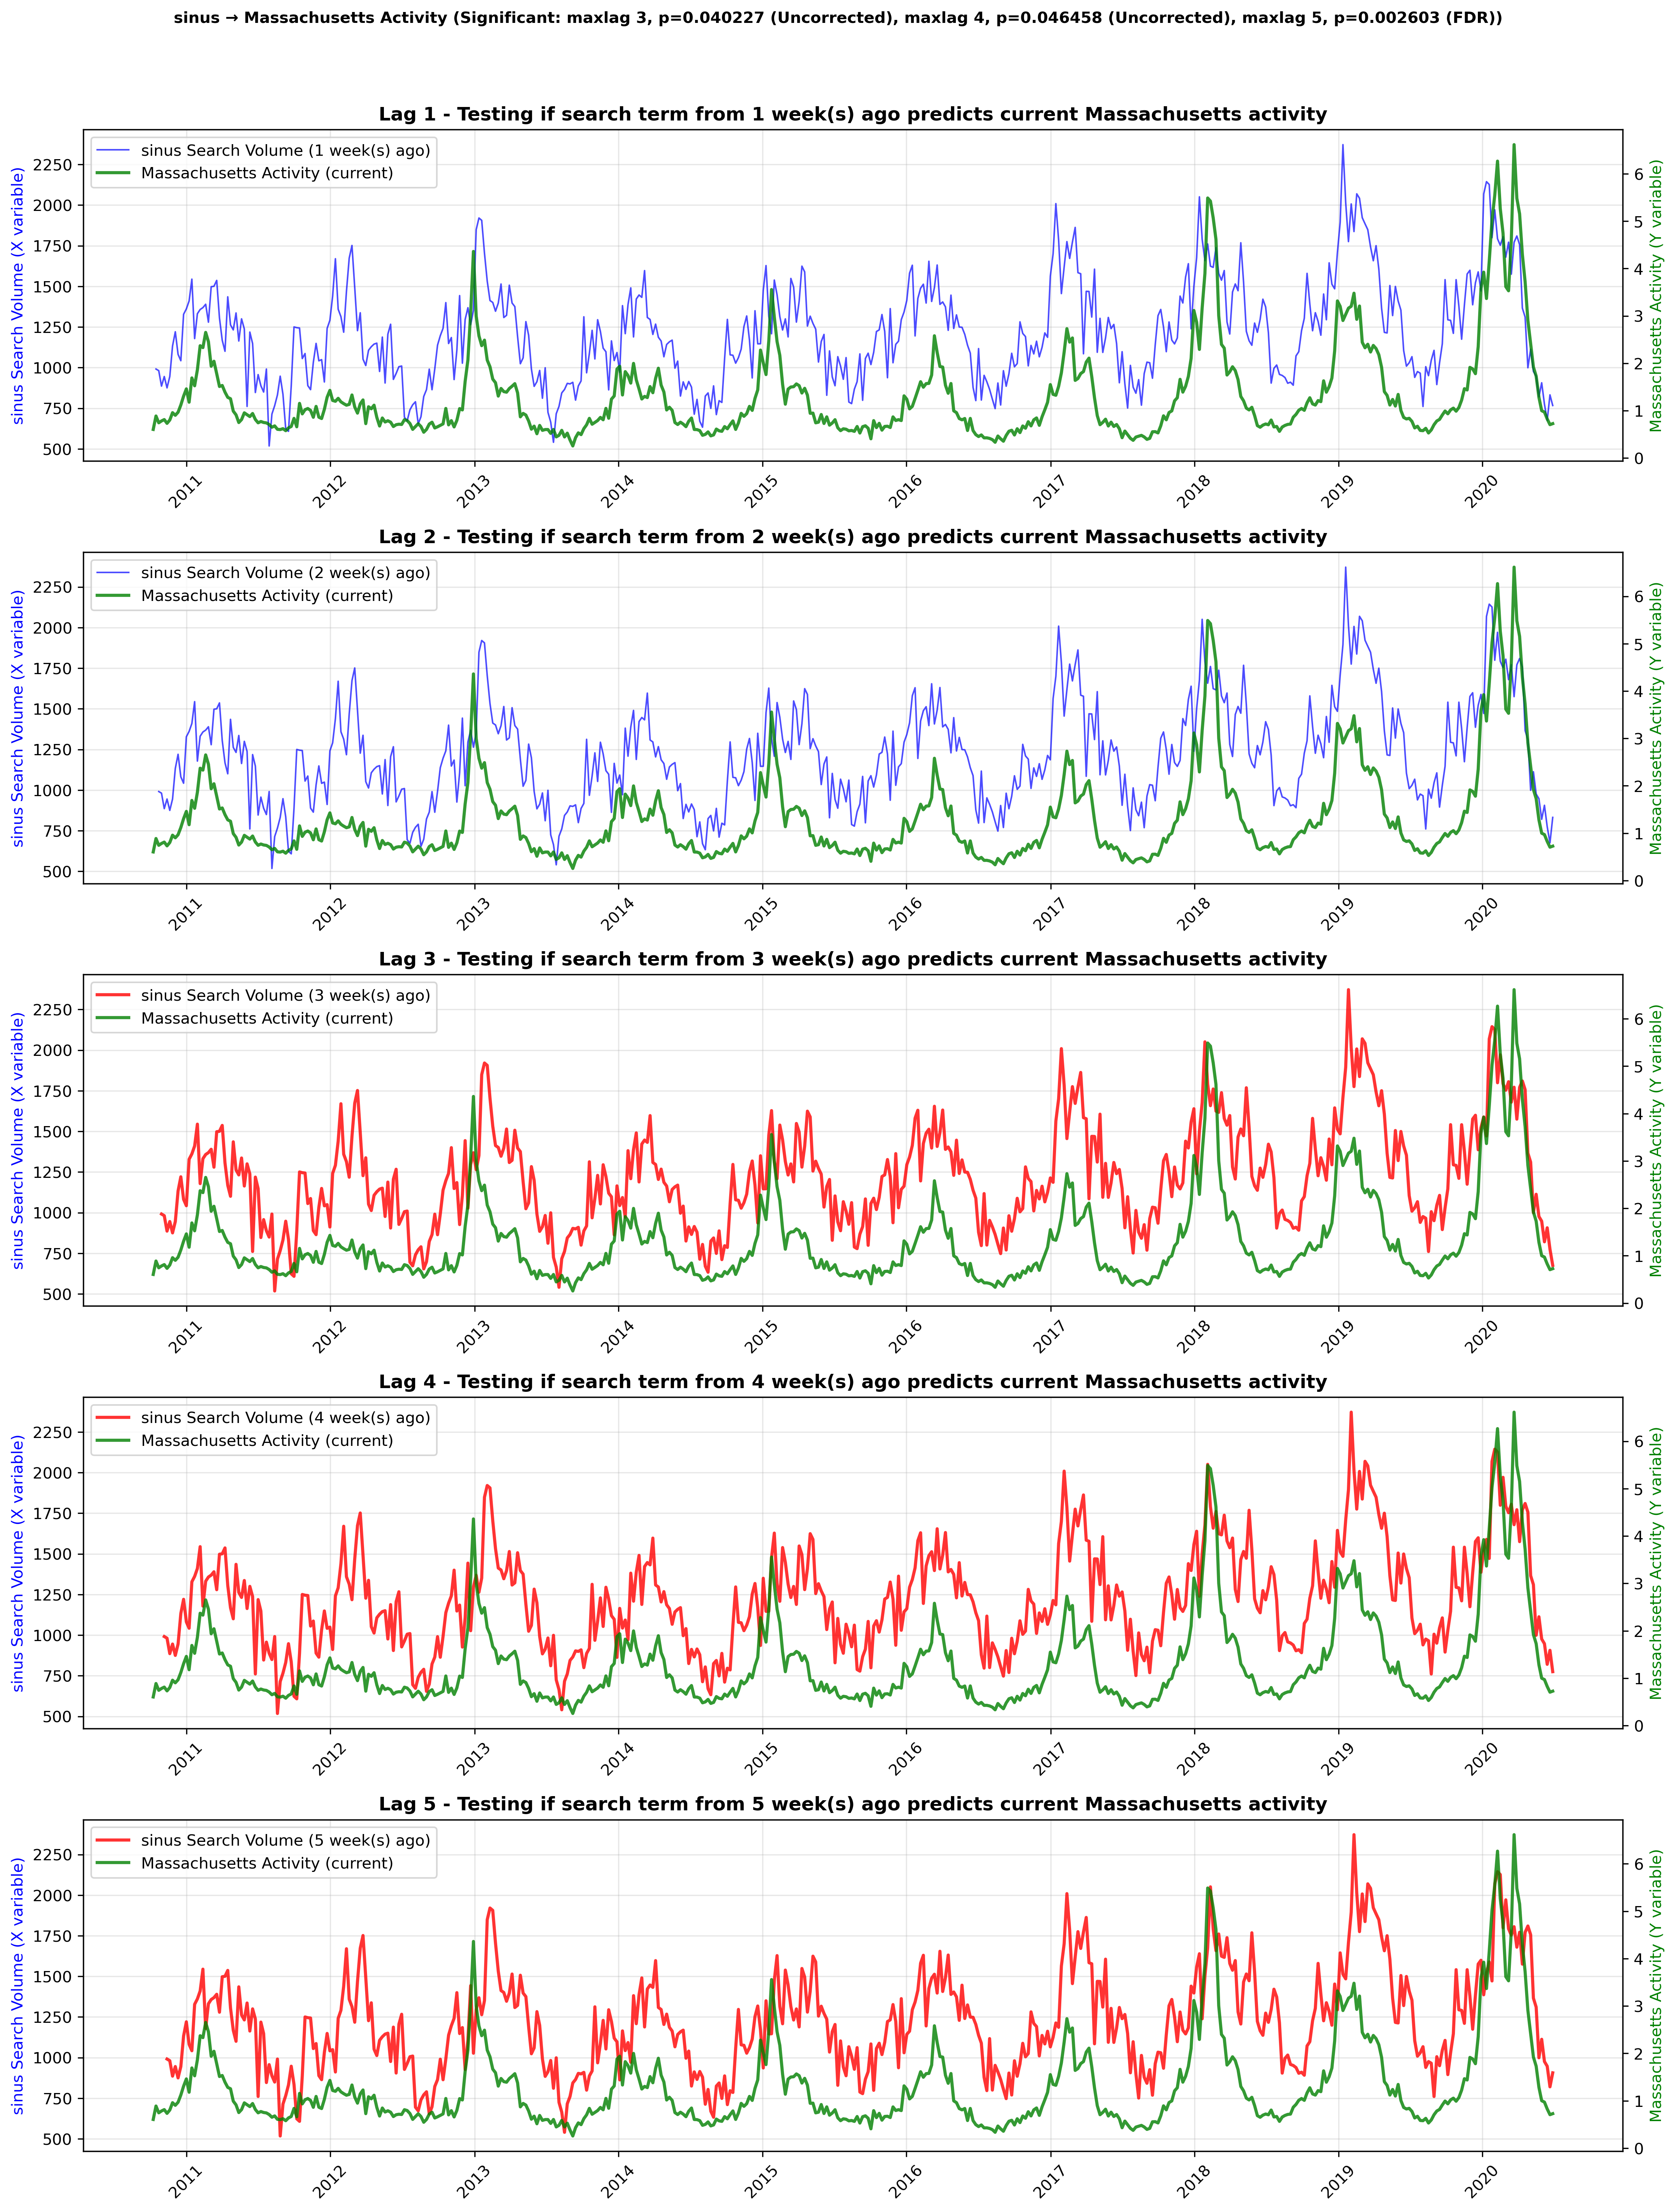 sinus → Massachusetts Activity (Significant: maxlag 3, p=0.040227 (Uncorrected), maxlag 4, p=0.046458 (Uncorrected), maxlag 5, p=0.002603 (FDR))
Lag 1 - Testing if search term from 1 week(s) ago predicts current Massachusetts activity
sinus Search Volume (1 week(s) ago)
Massachusetts Activity (current)
sinus Search Volume (X variable)
2250
2000
1750
1500
1250
1000
750
500
Massachusetts Activity (Y variable)
6
5
4
3
2
1
0
2011 2012 2013 2014 2015 2016 2017 2018 2019 2020
Lag 2 - Testing if search term from 2 week(s) ago predicts current Massachusetts activity
sinus Search Volume (2 week(s) ago)
Massachusetts Activity (current)
sinus Search Volume (X variable)
2250
2000
1750
1500
1250
1000
750
500
Massachusetts Activity (Y variable)
6
5
4
3
2
1
0
2011 2012 2013 2014 2015 2016 2017 2018 2019 2020
Lag 3 - Testing if search term from 3 week(s) ago predicts current Massachusetts activity
sinus Search Volume (3 week(s) ago)
Massachusetts Activity (current)
sinus Search Volume (X variable)
2250
2000
1750
1500
1250
1000
750
500
Massachusetts Activity (Y variable)
6
5
4
3
2
1
0
2011 2012 2013 2014 2015 2016 2017 2018 2019 2020
Lag 4 - Testing if search term from 4 week(s) ago predicts current Massachusetts activity
sinus Search Volume (4 week(s) ago)
Massachusetts Activity (current)
sinus Search Volume (X variable)
2250
2000
1750
1500
1250
1000
750
500
Massachusetts Activity (Y variable)
6
5
4
3
2
1
0
2011 2012 2013 2014 2015 2016 2017 2018 2019 2020
Lag 5 - Testing if search term from 5 week(s) ago predicts current Massachusetts activity
sinus Search Volume (5 week(s) ago)
Massachusetts Activity (current)
sinus Search Volume (X variable)
2250
2000
1750
1500
1250
1000
750
500
Massachusetts Activity (Y variable)
6
5
4
3
2
1
0
2011 2012 2013 2014 2015 2016 2017 2018 2019 2020